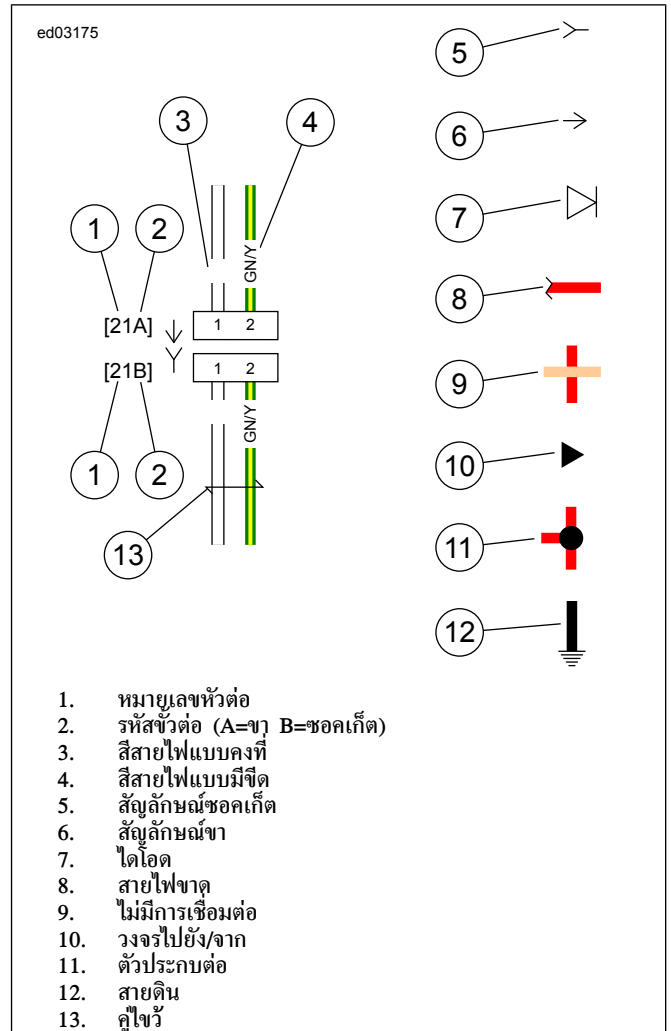 ed03175
5
3
4
6
1
2
7
GN/Y
8
[21A]
1 2
[21B]
1 2
9
GN/Y
1
2
10
13
11
12
1. หมายเลขหัวต่อ
2. รหัสขั้วต่อ (A=ขา B=ซอคเก็ต)
3. สีสายไฟแบบคงที่
4. สีสายไฟแบบมีขีด
5. สัญลักษณ์ซอคเก็ต
6. สัญลักษณ์ขา
7. ไดโอด
8. สายไฟขาด
9. ไม่มีการเชื่อมต่อ
10. วงจรไปยัง/จาก
11. ตัวประกบต่อ
12. สายดิน
13. คู่ไขว้